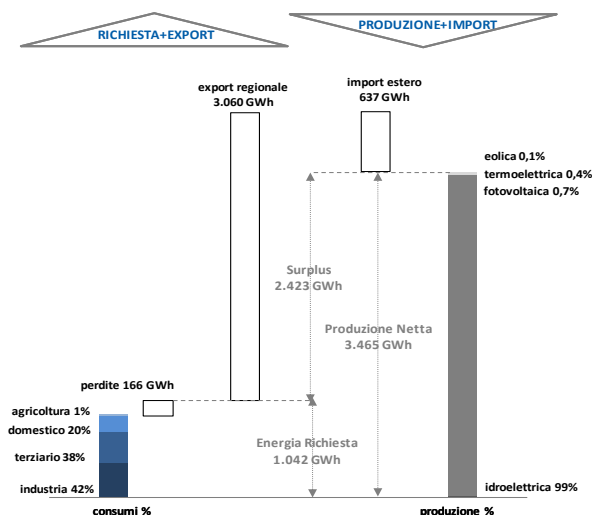 RICHIESTA+EXPORT
PRODUZIONE+IMPORT
export regionale
3.060 GWh
import estero
637 GWh
eolica 0,1%
termoelettrica 0,4%
fotovoltaica 0,7%
Surplus
2.423 GWh
Produzione Netta
3.465 GWh
perdite 166 GWh
agricoltura 1%
domestico 20%
terziario 38%
industria 42%
Energia Richiesta
1.042 GWh
idroelettrica 99%
consumi %
produzione %